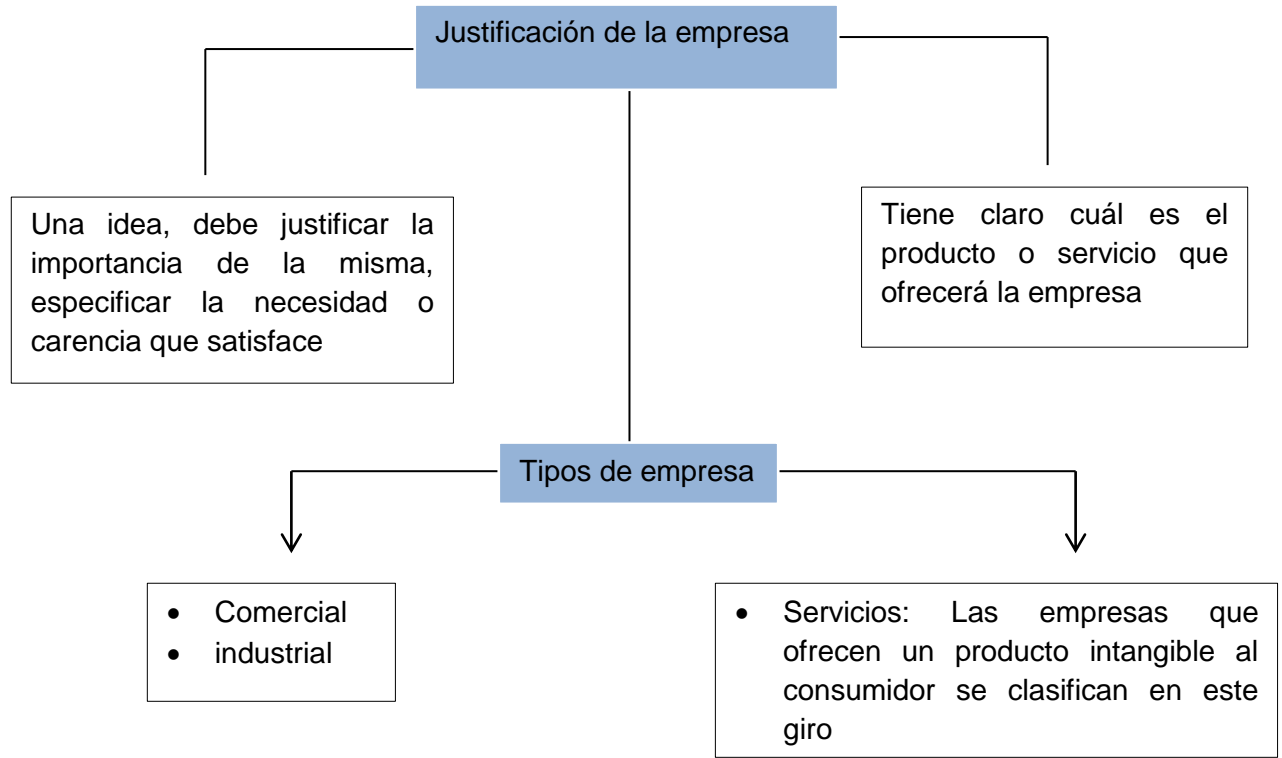 Justificación de la empresa
Una idea, debe justificar la
importancia de la misma,
especificar la necesidad o
carencia que satisface
Tiene claro cuál es el
producto o servicio que
ofrecerá la empresa
Tipos de empresa
• Comercial
• industrial
• Servicios: Las empresas que
ofrecen un producto intangible al
consumidor se clasifican en este
giro